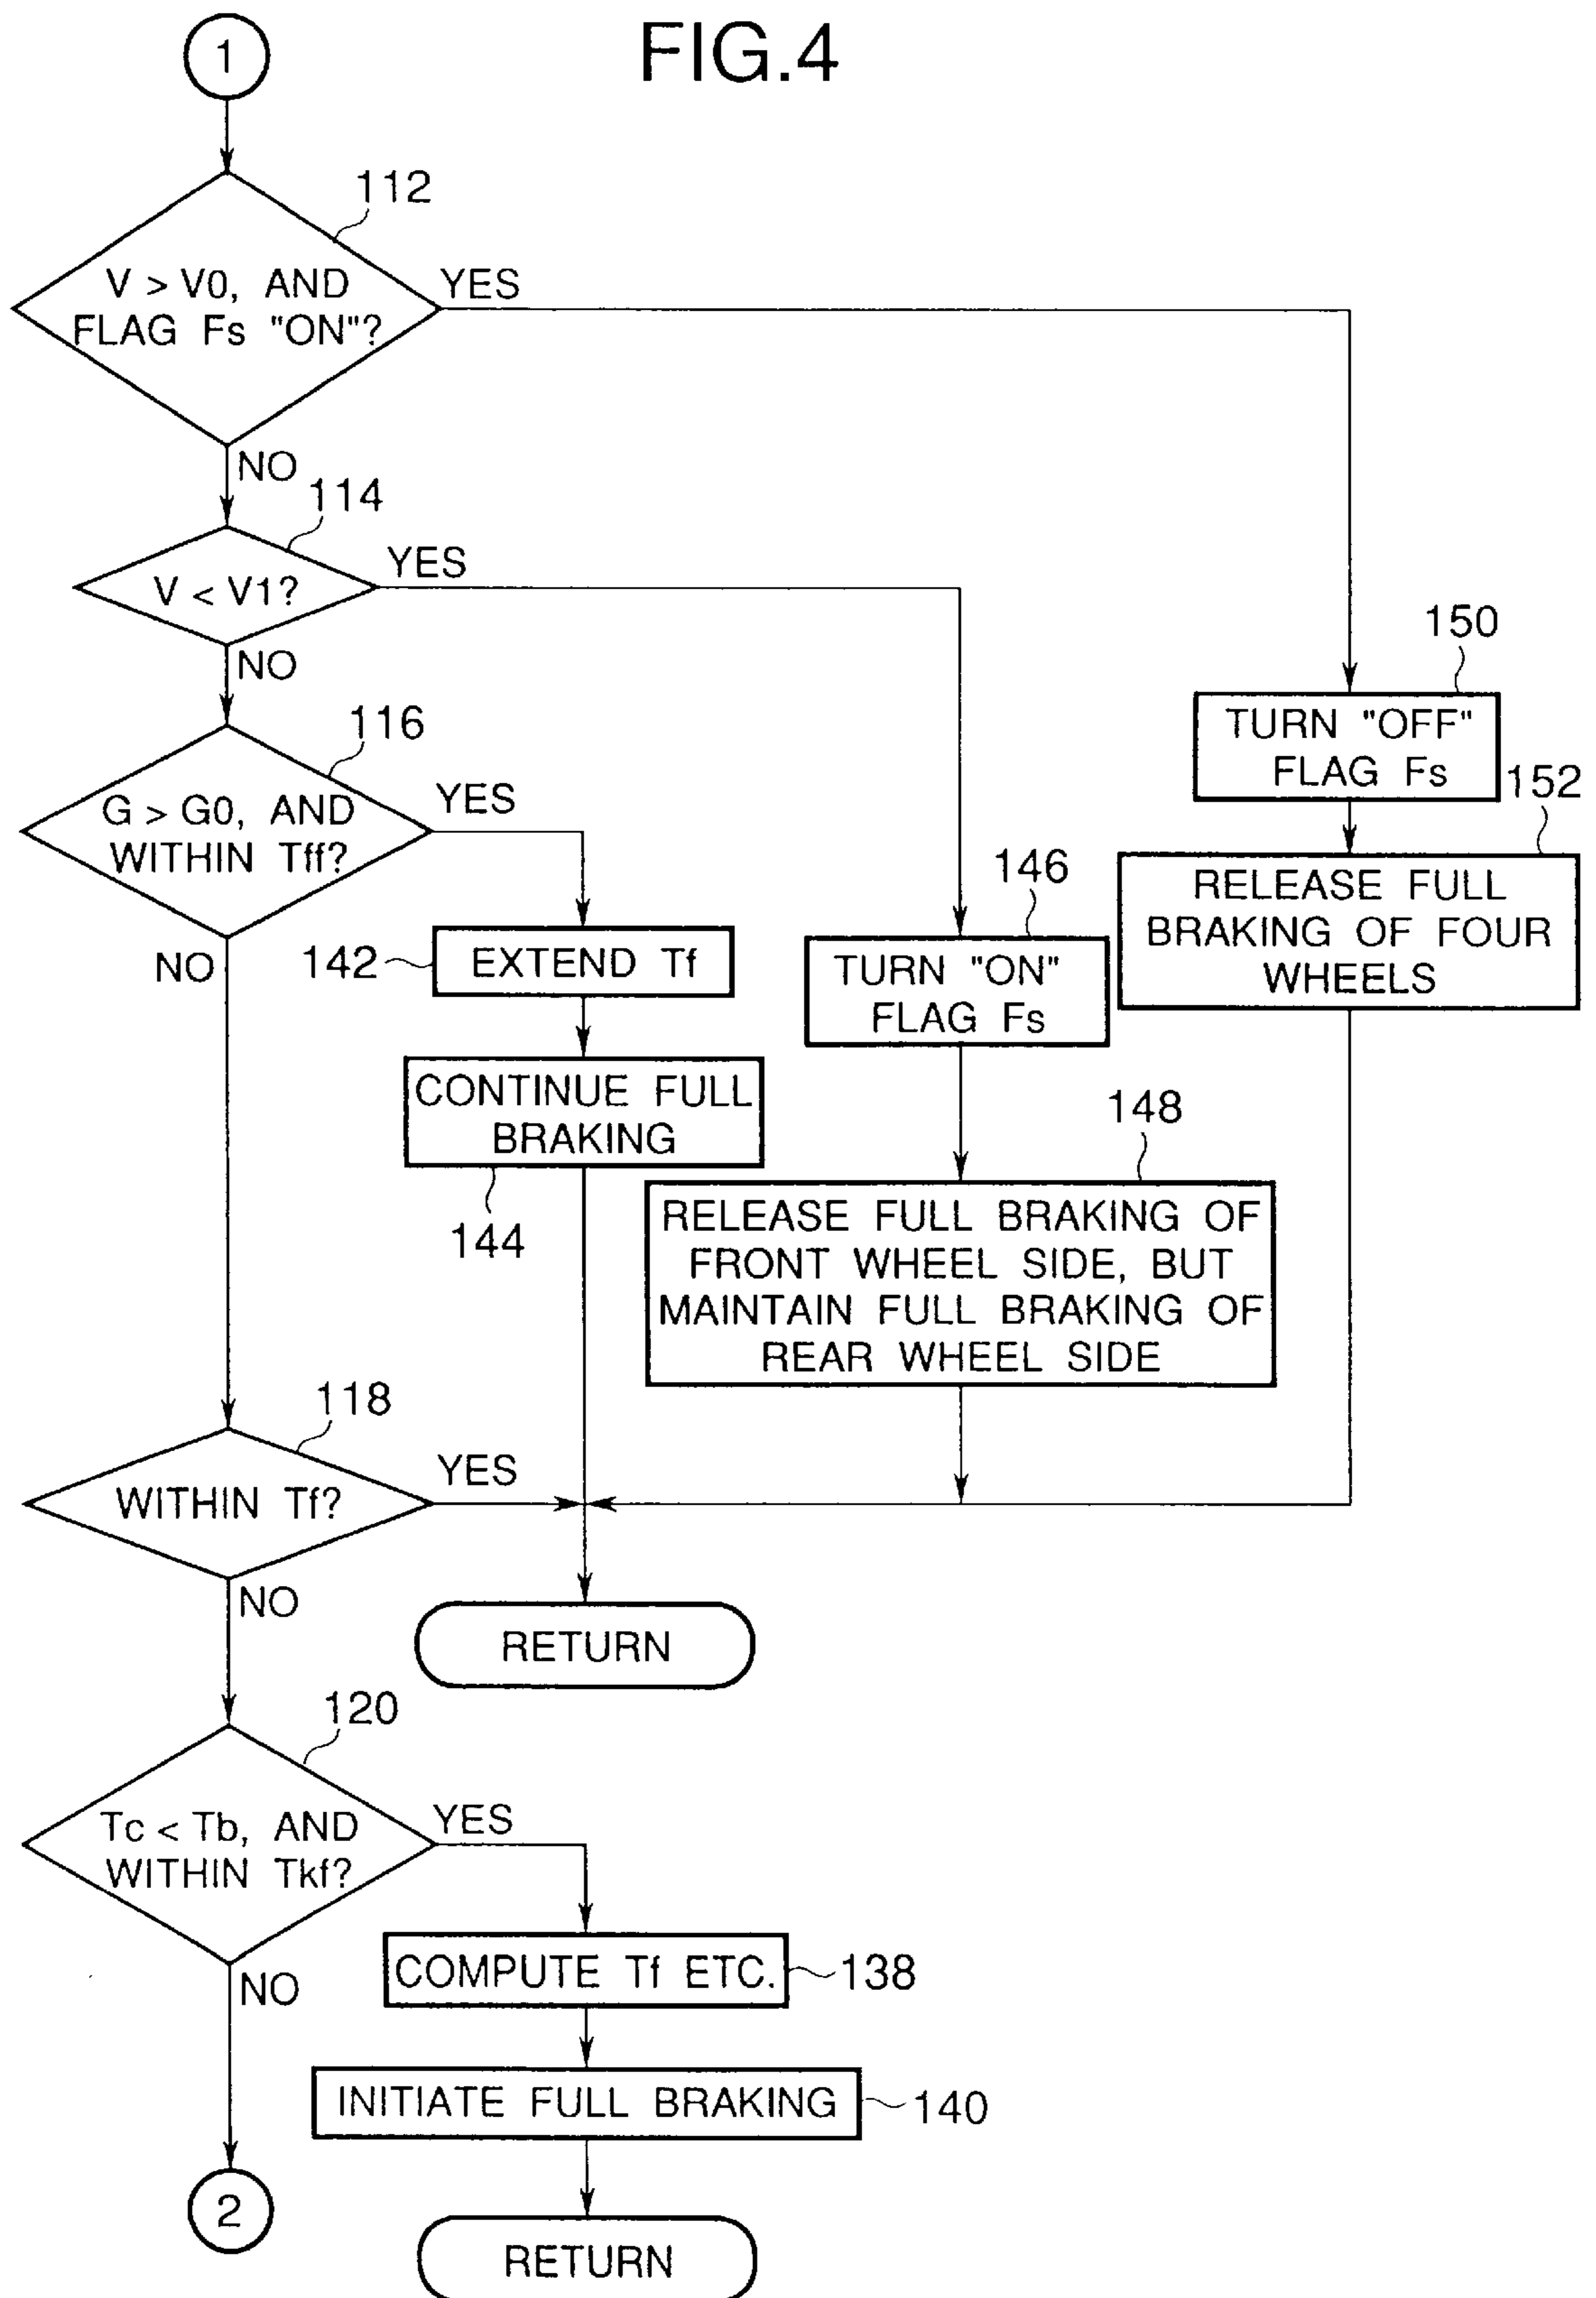 FIG.4
1
112
V > V0, AND
FLAG Fs "ON"?
YES
NO
114
V < V1?
YES
NO
116
G > G0, AND
WITHIN Tff?
YES
NO
150
TURN "OFF"
FLAG Fs
152
RELEASE FULL
BRAKING OF FOUR
WHEELS
146
TURN "ON"
FLAG Fs
142
EXTEND Tf
CONTINUE FULL
BRAKING
144
148
RELEASE FULL BRAKING OF
FRONT WHEEL SIDE, BUT
MAINTAIN FULL BRAKING OF
REAR WHEEL SIDE
118
WITHIN Tf?
YES
NO
RETURN
120
Tc < Tb, AND
WITHIN Tkf?
YES
NO
COMPUTE Tf ETC.
138
INITIATE FULL BRAKING
140
2
RETURN